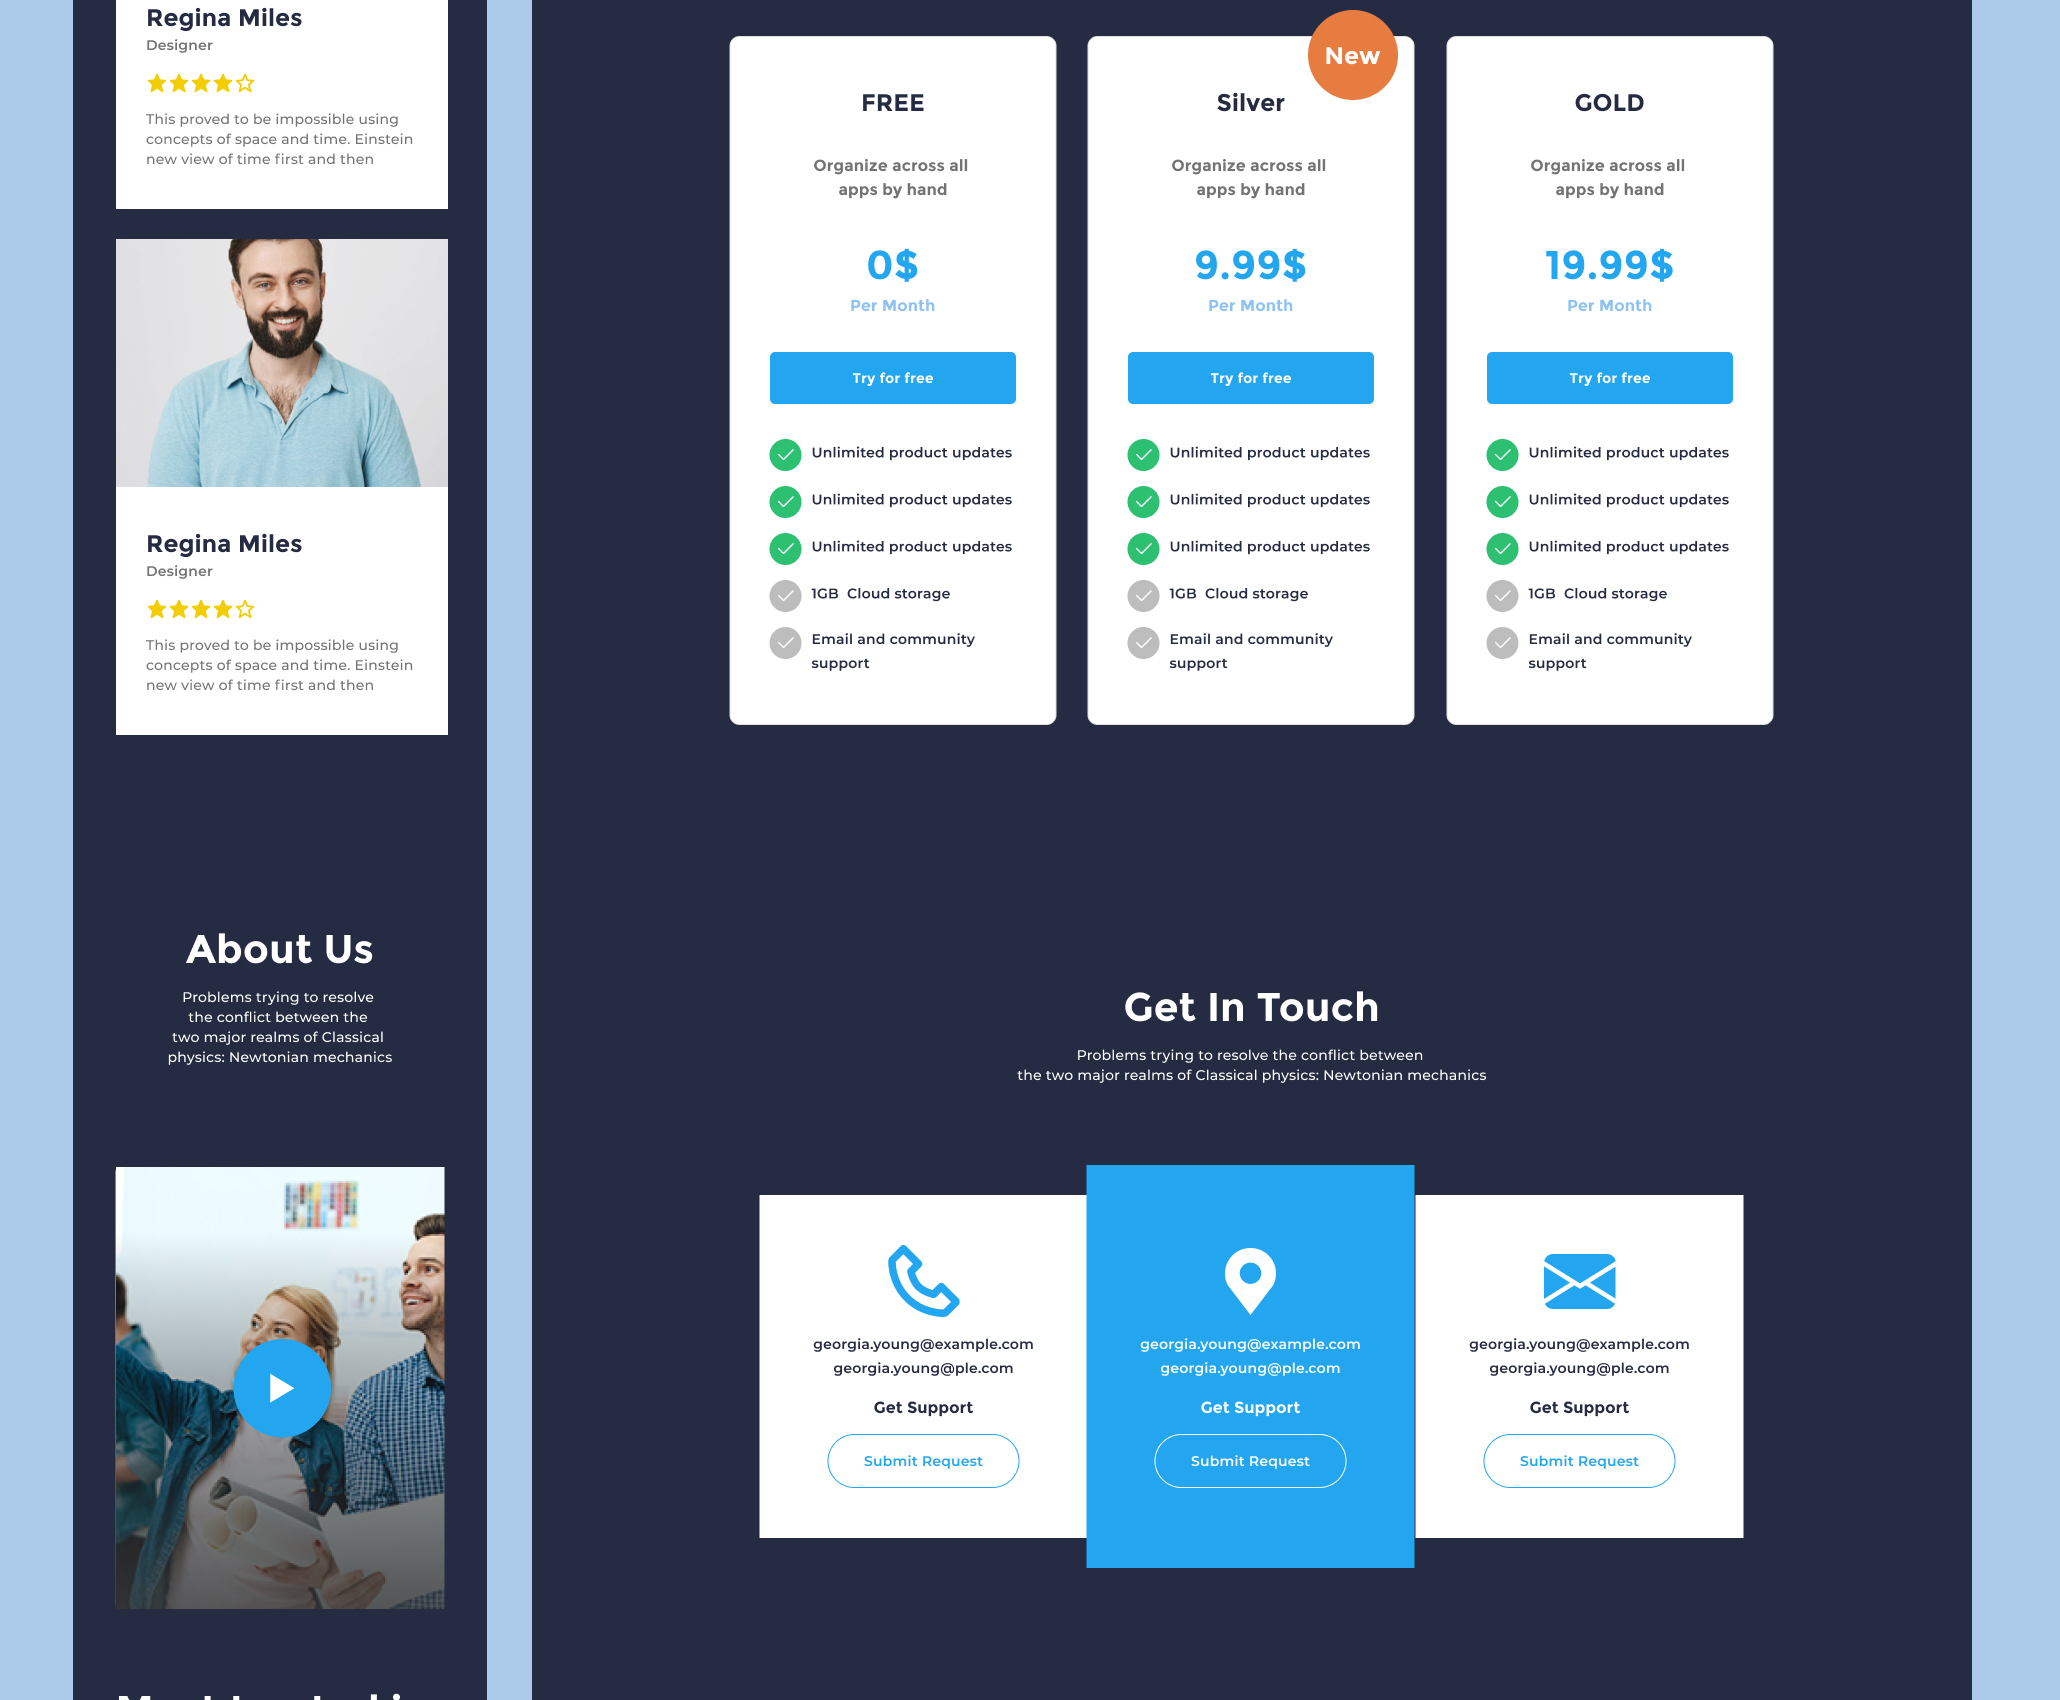 Regina Miles
Designer
This proved to be impossible using
concepts of space and time. Einstein
new view of time first and then
Regina Miles
Designer
This proved to be impossible using
concepts of space and time. Einstein
new view of time first and then
About Us
Problems trying to resolve
the conflict between the
two major realms of Classical
physics: Newtonian mechanics
New
FREE
Organize across all
apps by hand
0$
Per Month
Try for free
Unlimited product updates
Unlimited product updates
Unlimited product updates
1GB  Cloud storage
Email and community
support
Silver
Organize across all
apps by hand
9.99$
Per Month
Try for free
Unlimited product updates
Unlimited product updates
Unlimited product updates
1GB  Cloud storage
Email and community
support
GOLD
Organize across all
apps by hand
19.99$
Per Month
Try for free
Unlimited product updates
Unlimited product updates
Unlimited product updates
1GB  Cloud storage
Email and community
support
Get In Touch
Problems trying to resolve the conflict between
the two major realms of Classical physics: Newtonian mechanics
georgia.young@example.com
georgia.young@ple.com
Get Support
Submit Request
georgia.young@example.com
georgia.young@ple.com
Get Support
Submit Request
georgia.young@example.com
georgia.young@ple.com
Get Support
Submit Request